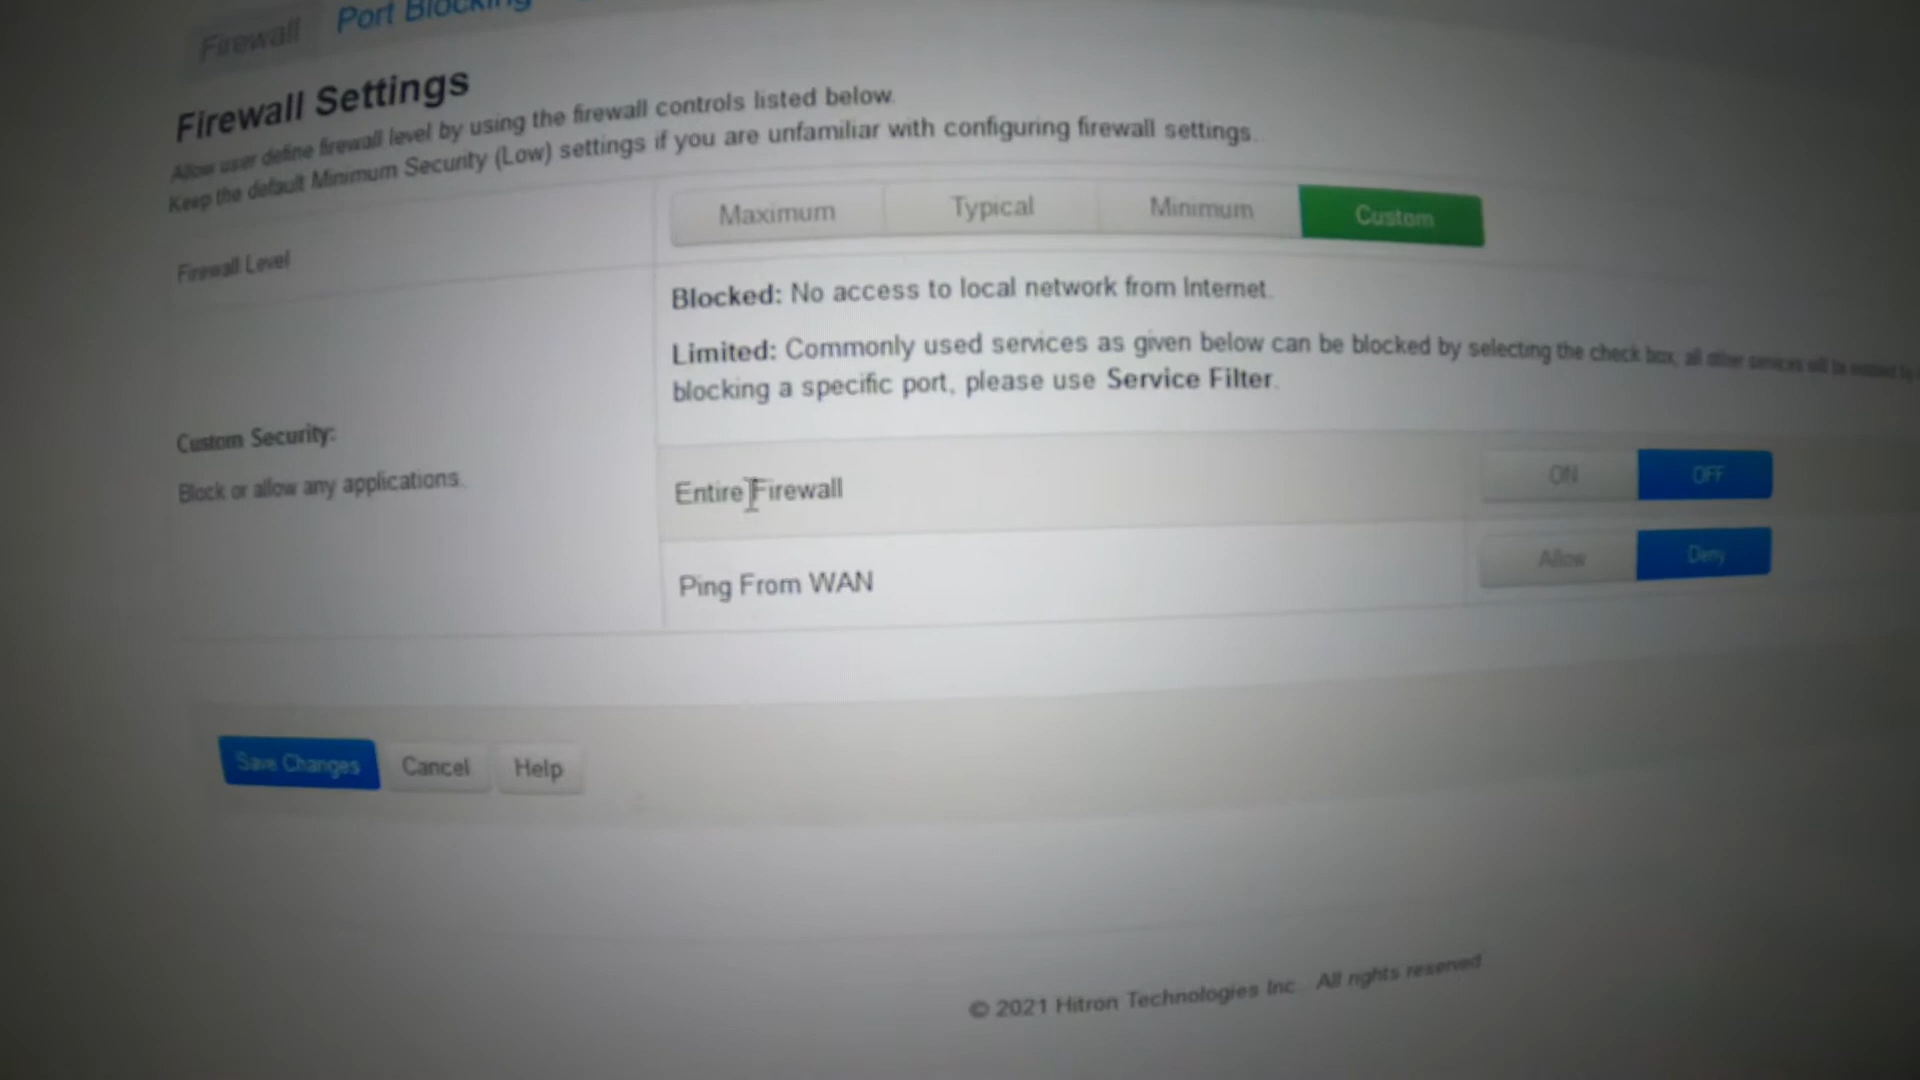 Firewall
Port Blocking
Firewall Settings
Allow user define firewall level by using the firewall controls listed below.
Keep the default Minimum Security (Low) settings if you are unfamiliar with configuring firewall settings.
Maximum
Typical
Minimum
Custom
Firewall Level
Blocked: No access to local network from Internet.
Limited: Commonly used services as given below can be blocked by selecting the check box, all other services will be
blocking a specific port, please use Service Filter.
Custom Security:
Block or allow any applications.
Entire Firewall
ON
OFF
Ping From WAN
Allow
Deny
Save Changes
Cancel
Help
© 2021 Hitron Technologies Inc. All rights reserved